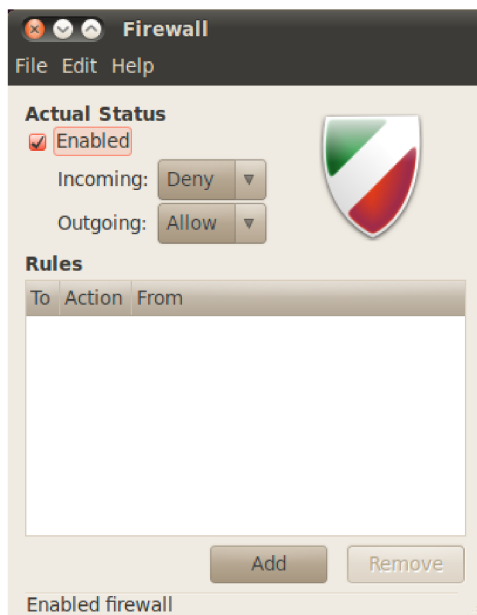 Firewall
File Edit Help
Actual Status
Enabled
Incoming: Deny
Outgoing: Allow
Rules
To Action From
Add Remove
Enabled firewall